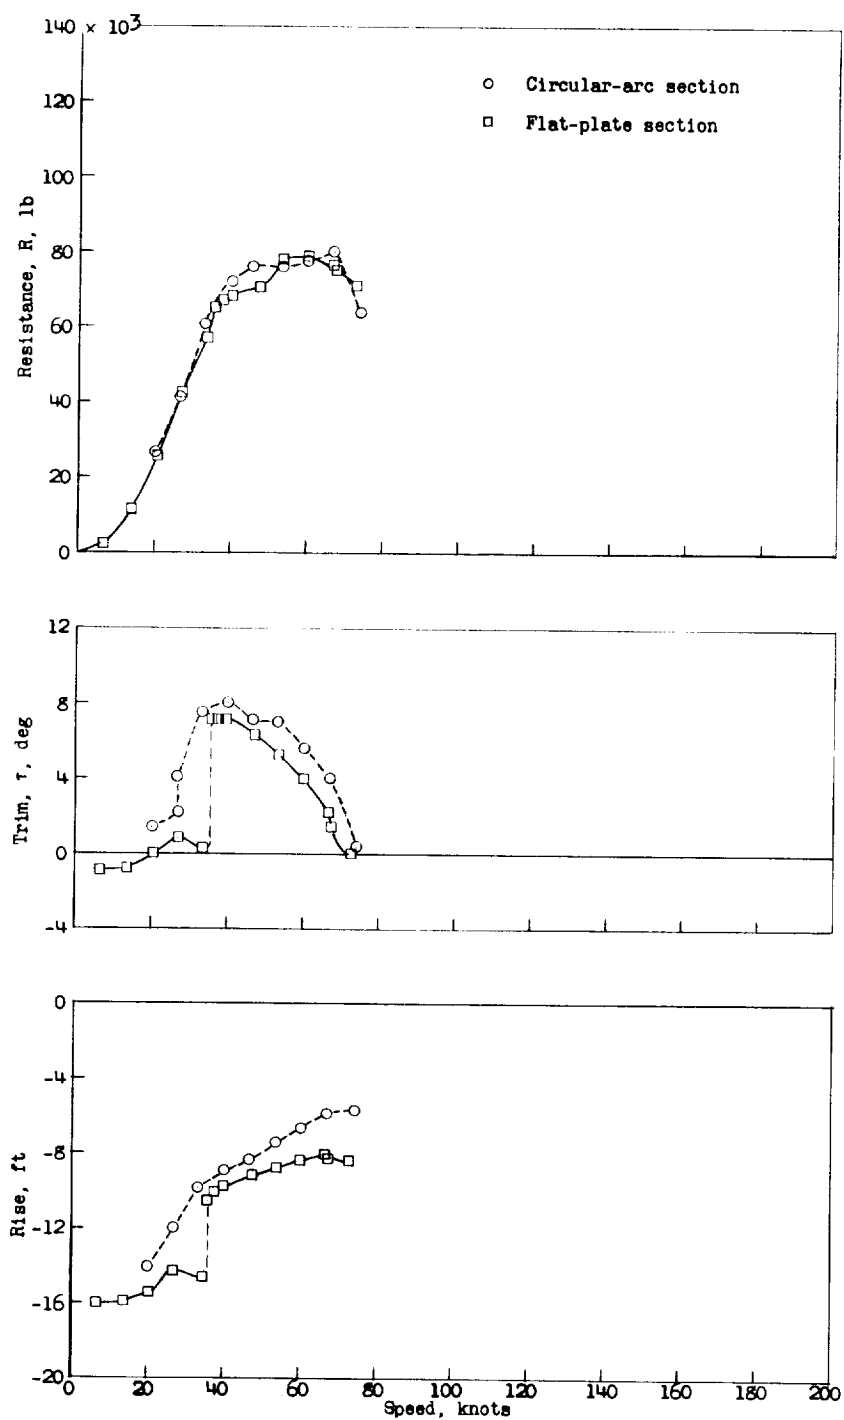 140 × 10³
120
100
80
60
40
20
0
Resistance, R, lb
Circular-arc section
Flat-plate section
12
8
4
0
-4
Trim, τ, deg
0
-4
-8
-12
-16
-20
Rise, ft
0 20 40 60 80 100 120 140 160 180 200
Speed, knots